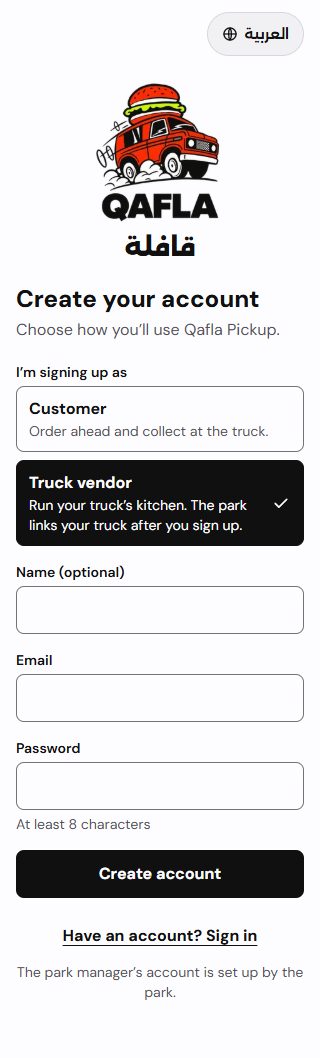 العربية
QAFLA
قافلة
Create your account
Choose how you’ll use Qafla Pickup.
I’m signing up as
Customer
Order ahead and collect at the truck.
Truck vendor
Run your truck’s kitchen. The park
links your truck after you sign up.
Name (optional)
Email
Password
At least 8 characters
Create account
Have an account? Sign in
The park manager’s account is set up by the
park.